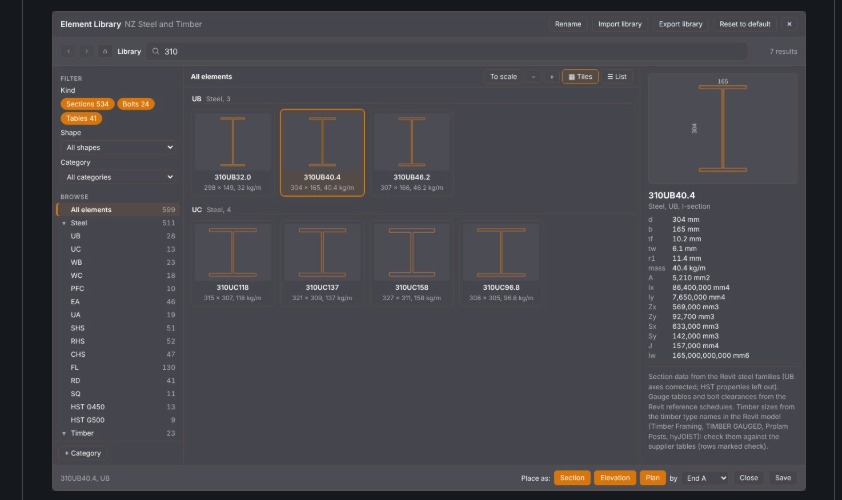 Element Library NZ Steel and Timber
Rename Import library Export library Reset to default ×
Library 310 7 results
FILTER
Kind
Sections 534 Bolts 24
Tables 41
Shape
All shapes
Category
All categories
BROWSE
All elements 599
Steel 511
UB 28
UC 13
WB 23
WC 18
PFC 10
EA 46
UA 19
SHS 51
RHS 52
CHS 47
FL 130
RD 41
SQ 11
HST G450 13
HST G500 9
Timber 23
+ Category
All elements To scale − + Tiles List
UB Steel, 3
310UB32.0
298 × 149, 32 kg/m
310UB40.4
304 × 165, 40.4 kg/m
310UB46.2
307 × 166, 46.2 kg/m
UC Steel, 4
310UC118
315 × 307, 118 kg/m
310UC137
321 × 309, 137 kg/m
310UC158
327 × 311, 158 kg/m
310UC96.8
308 × 305, 96.8 kg/m
165
304
310UB40.4
Steel, UB, I-section
d 304 mm
b 165 mm
tf 10.2 mm
tw 6.1 mm
r1 11.4 mm
mass 40.4 kg/m
A 5,210 mm2
Ix 86,400,000 mm4
Iy 7,650,000 mm4
Zx 569,000 mm3
Zy 92,700 mm3
Sx 633,000 mm3
Sy 142,000 mm3
J 157,000 mm4
Iw 165,000,000,000 mm6
Section data from the Revit steel families (UB
axes corrected; HST properties left out).
Gauge tables and bolt clearances from the
Revit reference schedules. Timber sizes from
the timber type names in the Revit model
(Timber Framing, TIMBER GAUGED, Prolam
Posts, hyJOIST); check them against the
supplier tables (rows marked check).
310UB40.4, UB
Place as: Section Elevation Plan by End A Close Save